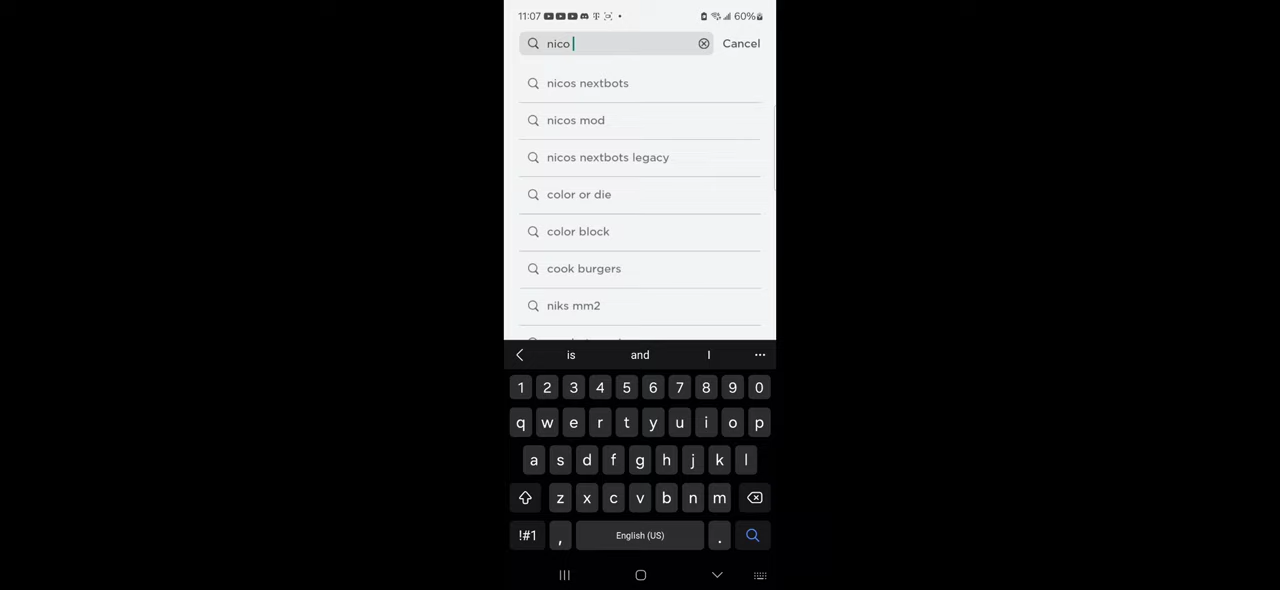 11:07 60%
nico Cancel
nicos nextbots
nicos mod
nicos nextbots legacy
color or die
color block
cook burgers
niks mm2
is and I
1 2 3 4 5 6 7 8 9 0
q w e r t y u i o p
a s d f g h j k l
z x c v b n m
!#1 , English (US) .